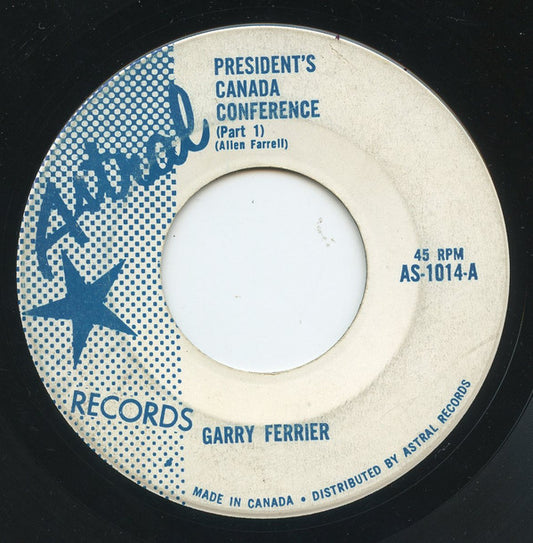 Astral
RECORDS
PRESIDENT'S
CANADA
CONFERENCE
(Part 1)
(Allen Farrell)
45 RPM
AS-1014-A
GARRY FERRIER
MADE IN CANADA • DISTRIBUTED BY ASTRAL RECORDS